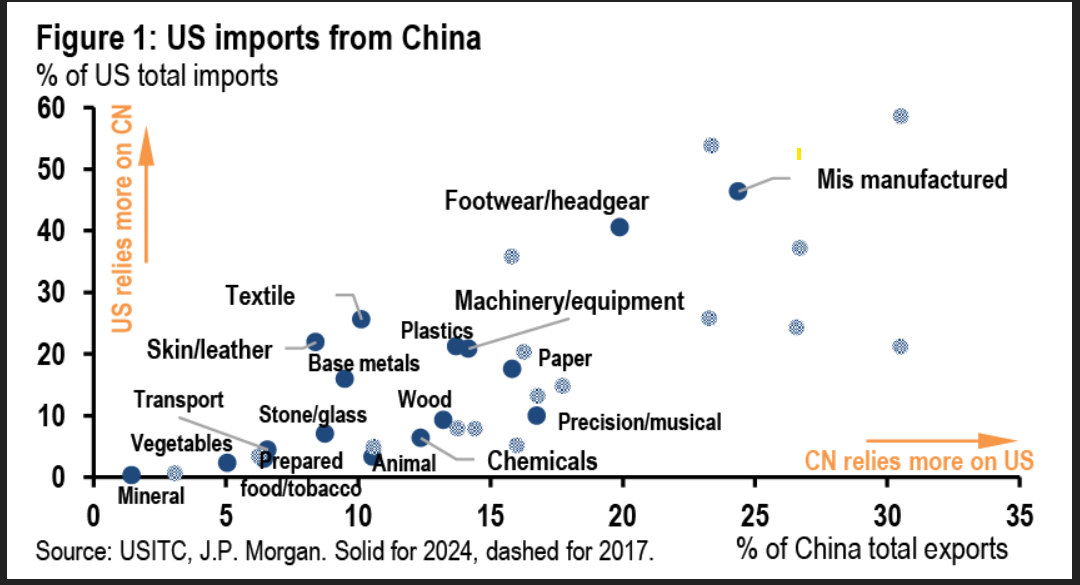 Figure 1: US imports from China
% of US total imports
60
50
40
30
20
10
0
US relies more on CN
Mis manufactured
Footwear/headgear
Textile
Machinery/equipment
Plastics
Skin/leather
Base metals
Paper
Transport
Wood
Stone/glass
Precision/musical
Vegetables
Prepared
food/tobacco
Animal
Chemicals
CN relies more on US
Mineral
0 5 10 15 20 25 30 35
Source: USITC, J.P. Morgan. Solid for 2024, dashed for 2017.
% of China total exports